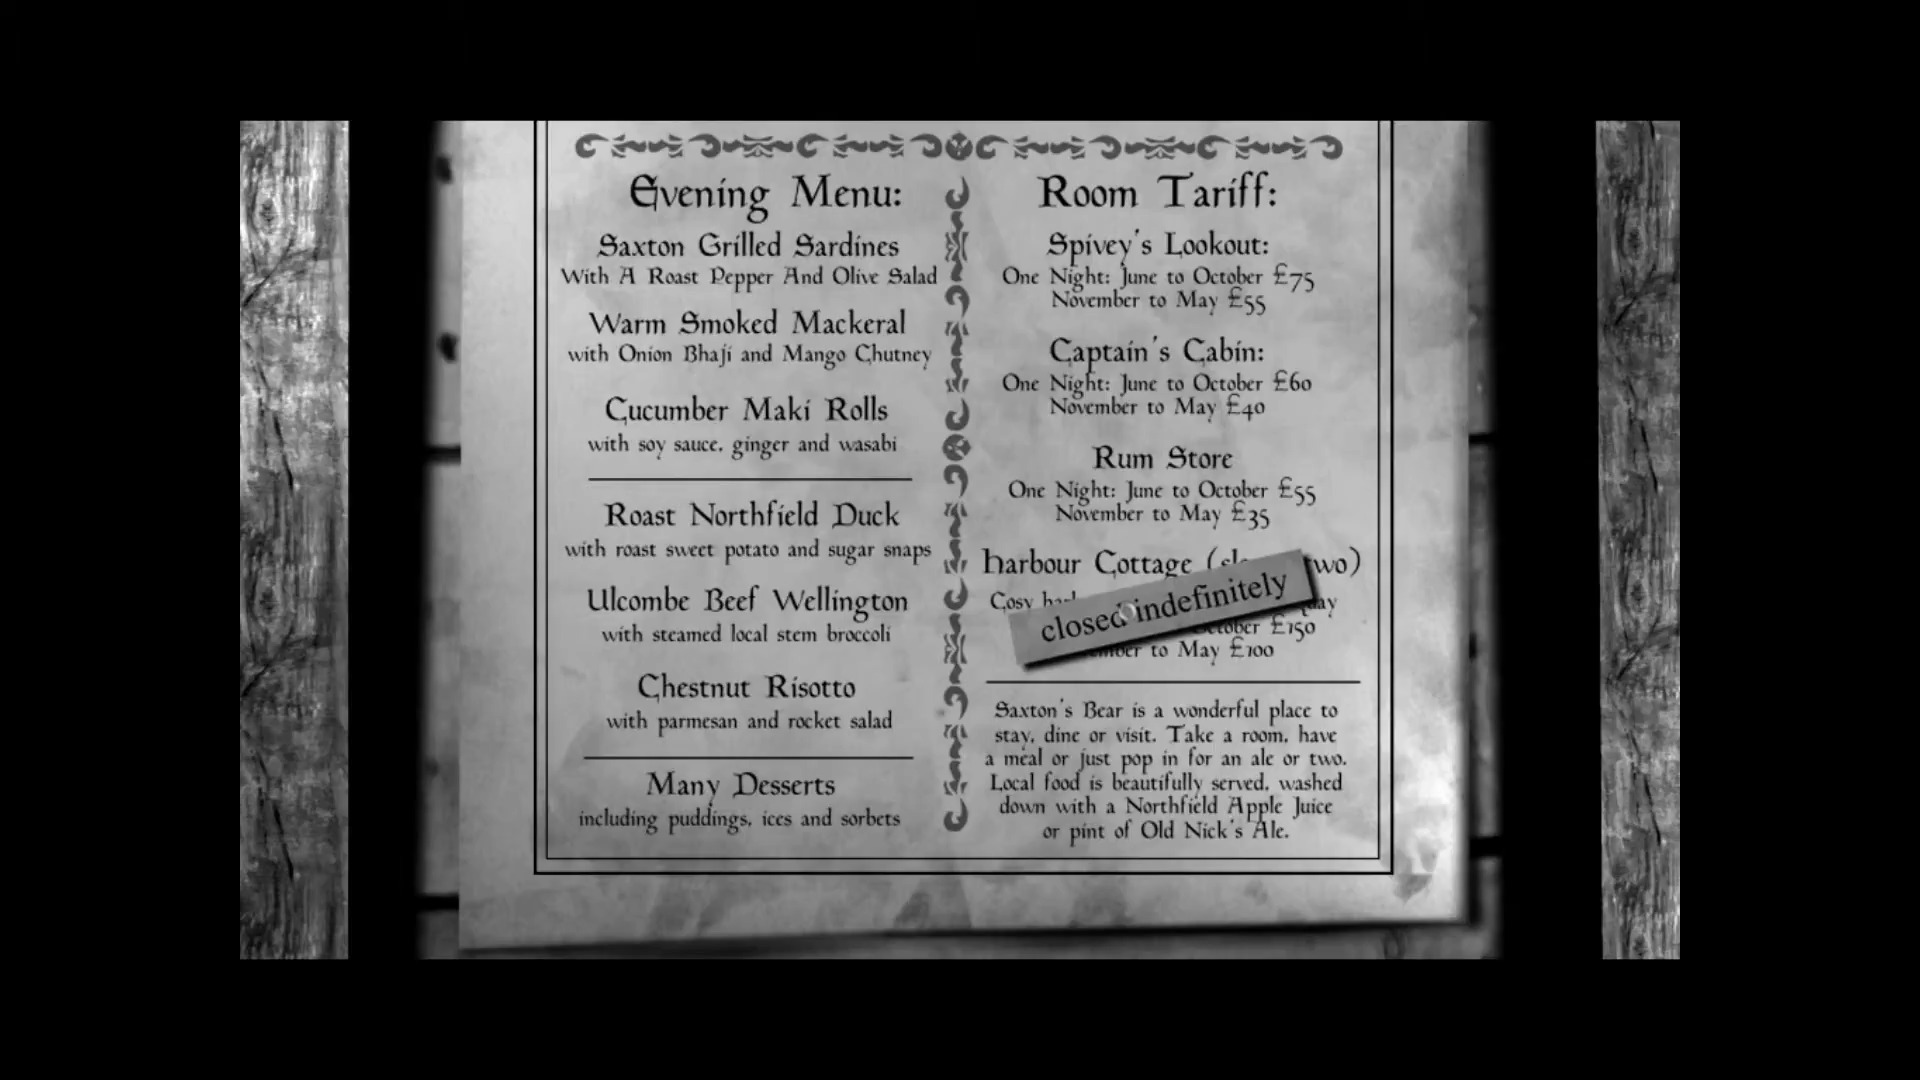 Evening Menu:
Saxton Grilled Sardines
With A Roast Pepper And Olive Salad
Warm Smoked Mackeral
with Onion Bhaji and Mango Chutney
Cucumber Maki Rolls
with soy sauce, ginger and wasabi
Roast Northfield Duck
with roast sweet potato and sugar snaps
Ulcombe Beef Wellington
with steamed local stem broccoli
Chestnut Risotto
with parmesan and rocket salad
Many Desserts
including puddings, ices and sorbets
Room Tariff:
Spivey's Lookout:
One Night: June to October £75
November to May £55
Captain's Cabin:
One Night: June to October £60
November to May £40
Rum Store
One Night: June to October £55
November to May £35
Harbour Cottage
Cosy
closed indefinitely
£150
to May £100
Saxton's Bear is a wonderful place to
stay, dine or visit. Take a room, have
a meal or just pop in for an ale or two.
Local food is beautifully served, washed
down with a Northfield Apple Juice
or pint of Old Nick's Ale.